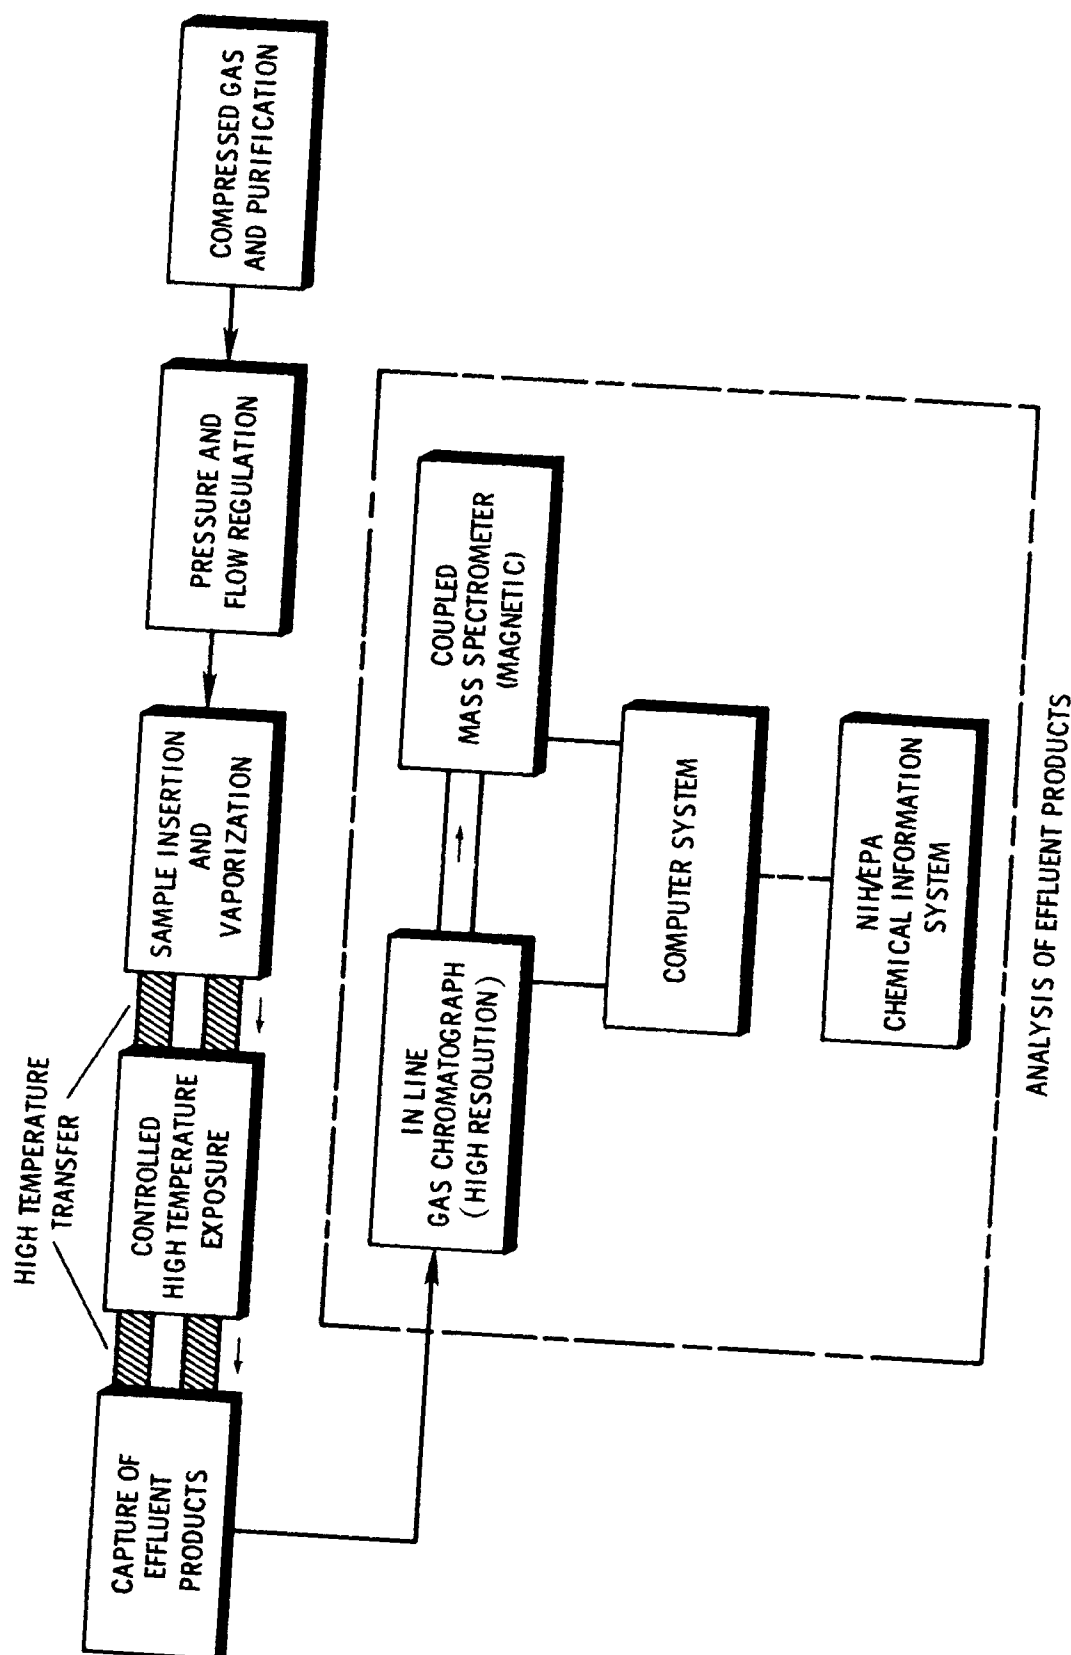 COMPRESSED GAS
AND PURIFICATION
PRESSURE AND
FLOW REGULATION
SAMPLE INSERTION
AND
VAPORIZATION
HIGH TEMPERATURE
TRANSFER
CONTROLLED
HIGH TEMPERATURE
EXPOSURE
CAPTURE OF
EFFLUENT
PRODUCTS
IN LINE
GAS CHROMATOGRAPH
(HIGH RESOLUTION)
COUPLED
MASS SPECTROMETER
(MAGNETIC)
COMPUTER SYSTEM
NIH/EPA
CHEMICAL INFORMATION
SYSTEM
ANALYSIS OF EFFLUENT PRODUCTS